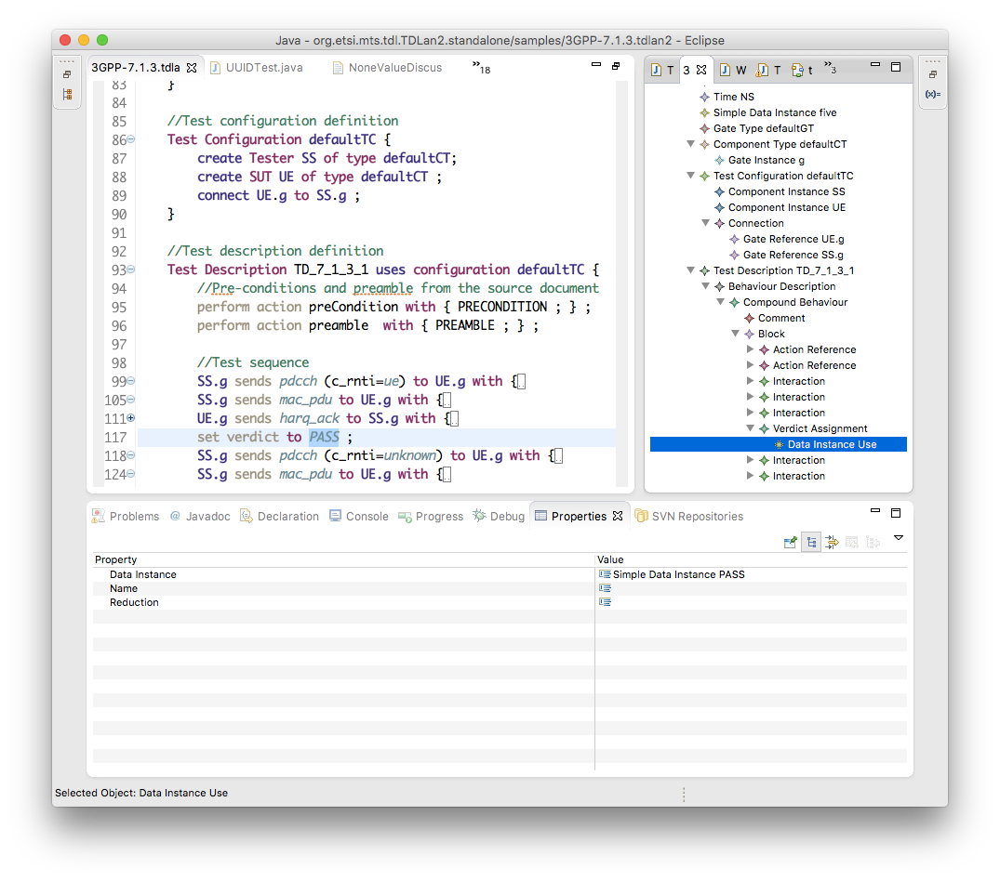 Java - org.etsi.mts.tdl.TDLan2.standalone/samples/3GPP-7.1.3.tdlan2 - Eclipse
3GPP-7.1.3.tdla UUIDTest.java NoneValueDiscus »18
83 }
84
85 //Test configuration definition
86 Test Configuration defaultTC {
87 create Tester SS of type defaultCT;
88 create SUT UE of type defaultCT ;
89 connect UE.g to SS.g ;
90 }
91
92 //Test description definition
93 Test Description TD_7_1_3_1 uses configuration defaultTC {
94 //Pre-conditions and preamble from the source document
95 perform action preCondition with { PRECONDITION ; } ;
96 perform action preamble with { PREAMBLE ; } ;
97
98 //Test sequence
99 SS.g sends pdcch (c_rnti=ue) to UE.g with {
105 SS.g sends mac_pdu to UE.g with {
111 UE.g sends harq_ack to SS.g with {
117 set verdict to PASS ;
118 SS.g sends pdcch (c_rnti=unknown) to UE.g with {
124 SS.g sends mac_pdu to UE.g with {
T 3 W T t »3
(x)=
Time NS
Simple Data Instance five
Gate Type defaultGT
Component Type defaultCT
Gate Instance g
Test Configuration defaultTC
Component Instance SS
Component Instance UE
Connection
Gate Reference UE.g
Gate Reference SS.g
Test Description TD_7_1_3_1
Behaviour Description
Compound Behaviour
Comment
Block
Action Reference
Action Reference
Interaction
Interaction
Interaction
Verdict Assignment
Data Instance Use
Interaction
Interaction
Problems @ Javadoc Declaration Console Progress Debug Properties SVN Repositories
Property Value
Data Instance Simple Data Instance PASS
Name
Reduction
Selected Object: Data Instance Use